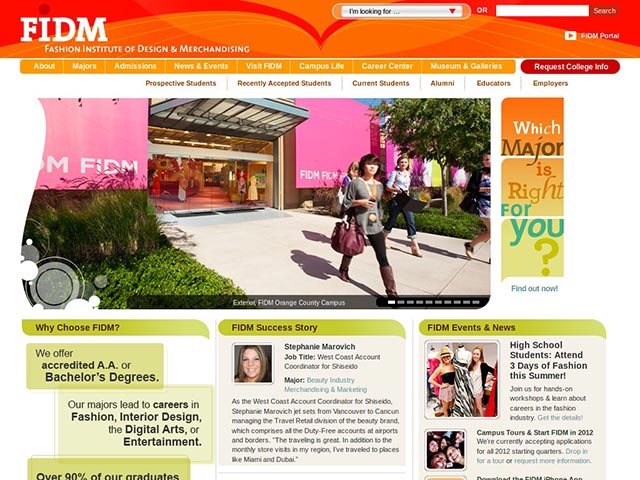 I'm looking for ...
OR
Search
FIDM
FASHION INSTITUTE OF DESIGN & MERCHANDISING
FIDM Portal
About
Majors
Admissions
News & Events
Visit FIDM
Campus Life
Career Center
Museum & Galleries
Request College Info
Prospective Students
Recently Accepted Students
Current Students
Alumni
Educators
Employers
DM FIDM
Exterior, FIDM Orange County Campus
Which
Major
is
Right
FOR
you
?
Find out now!
Why Choose FIDM?
We offer
accredited A.A. or
Bachelor's Degrees.
Our majors lead to careers in
Fashion, Interior Design,
the Digital Arts, or
Entertainment.
Over 90% of our graduates
FIDM Success Story
Stephanie Marovich
Job Title: West Coast Account
Coordinator for Shiseido
Major: Beauty Industry
Merchandising & Marketing
As the West Coast Account Coordinator for Shiseido,
Stephanie Marovich jet sets from Vancouver to Cancun
managing the Travel Retail division of the beauty brand,
which comprises all the Duty-Free accounts at airports
and borders. "The traveling is great. In addition to the
monthly store visits in my region, I've traveled to places
like Miami and Dubai."
FIDM Events & News
High School
Students: Attend
3 Days of Fashion
this Summer!
Join us for hands-on
workshops & learn about
careers in the fashion
industry. Get the details!
Campus Tours & Start FIDM in 2012
We're currently accepting applications
for all 2012 starting quarters. Drop in
for a tour or request more information.
Download the FIDM iPhone App